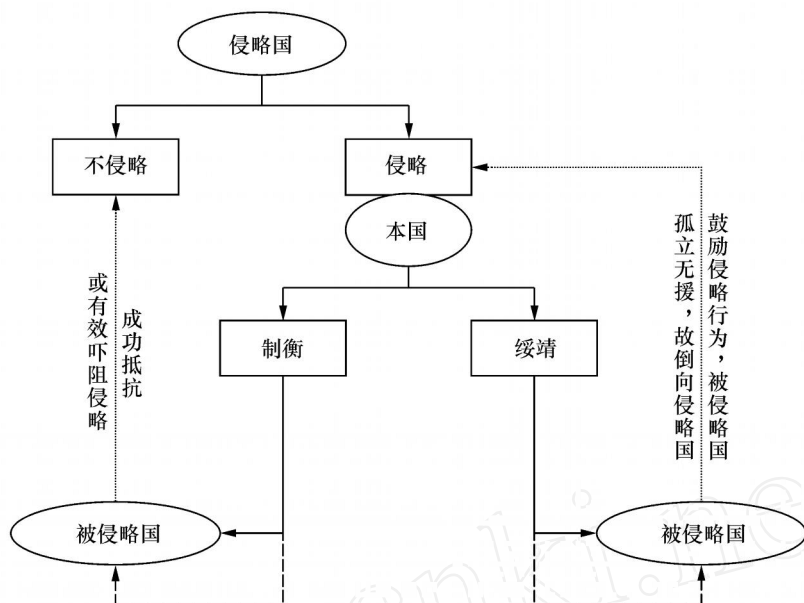 侵略国
不侵略
侵略
本国
制衡
绥靖
成功抵抗
或有效吓阻侵略
鼓励侵略行为，被侵略国
孤立无援，故倒向侵略国
被侵略国
被侵略国